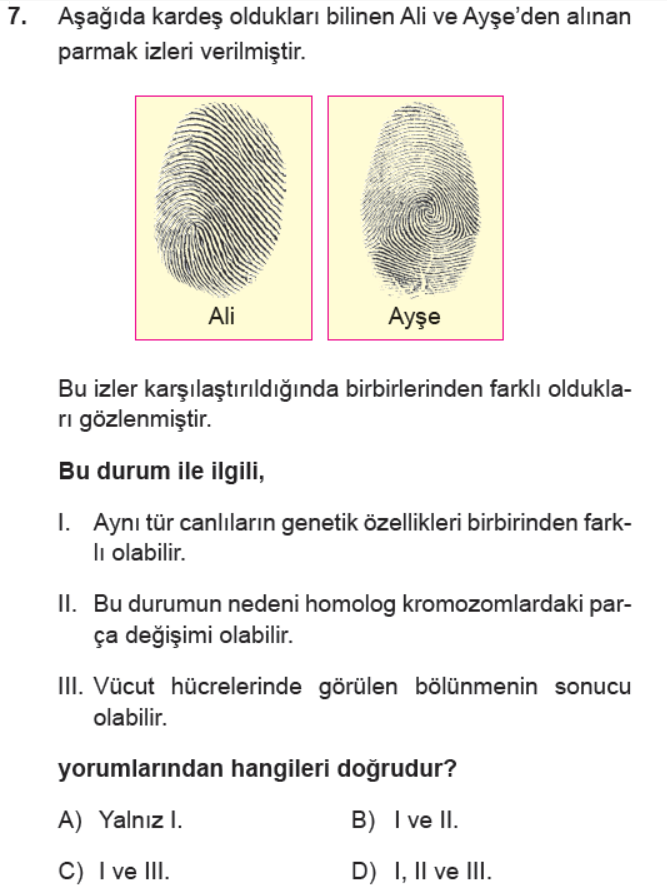 7. Aşağıda kardeş oldukları bilinen Ali ve Ayşe'den alınan
parmak izleri verilmiştir.
Ali
Ayşe
Bu izler karşılaştırıldığında birbirlerinden farklı oldukla-
rı gözlenmiştir.
Bu durum ile ilgili,
I. Aynı tür canlıların genetik özellikleri birbirinden fark-
lı olabilir.
II. Bu durumun nedeni homolog kromozomlardaki par-
ça değişimi olabilir.
III. Vücut hücrelerinde görülen bölünmenin sonucu
olabilir.
yorumlarından hangileri doğrudur?
A) Yalnız I.
B) I ve II.
C) I ve III.
D) I, II ve III.